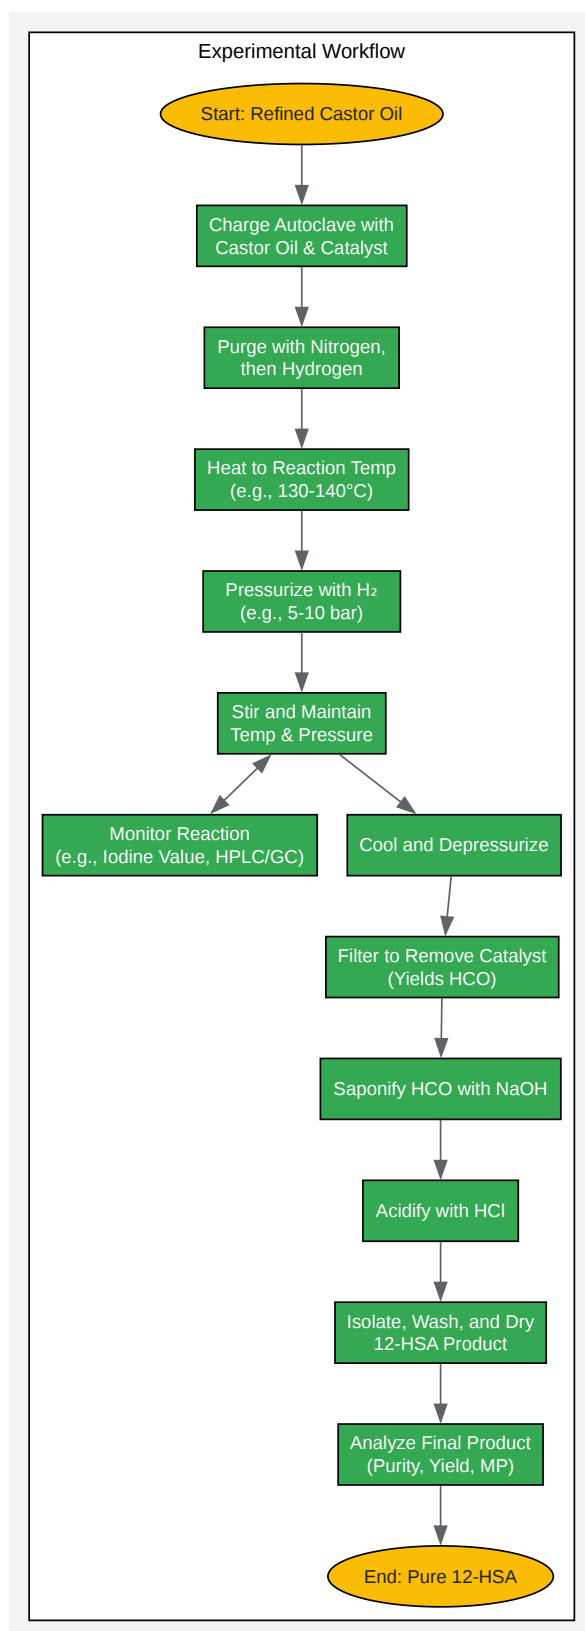 Experimental Workflow
Start: Refined Castor Oil
Charge Autoclave with
Castor Oil & Catalyst
Purge with Nitrogen,
then Hydrogen
Heat to Reaction Temp
(e.g., 130-140°C)
Pressurize with H₂
(e.g., 5-10 bar)
Stir and Maintain
Temp & Pressure
Monitor Reaction
(e.g., Iodine Value, HPLC/GC)
Cool and Depressurize
Filter to Remove Catalyst
(Yields HCO)
Saponify HCO with NaOH
Acidify with HCl
Isolate, Wash, and Dry
12-HSA Product
Analyze Final Product
(Purity, Yield, MP)
End: Pure 12-HSA